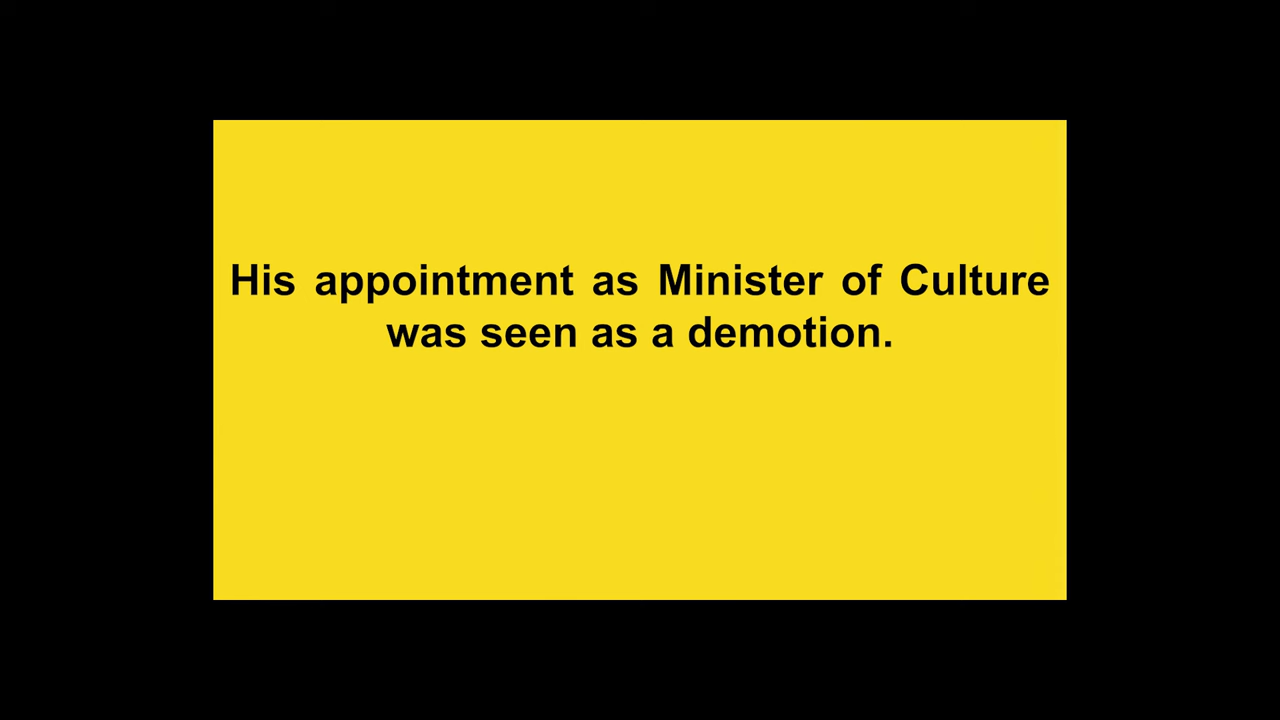 His appointment as Minister of Culture
was seen as a demotion.